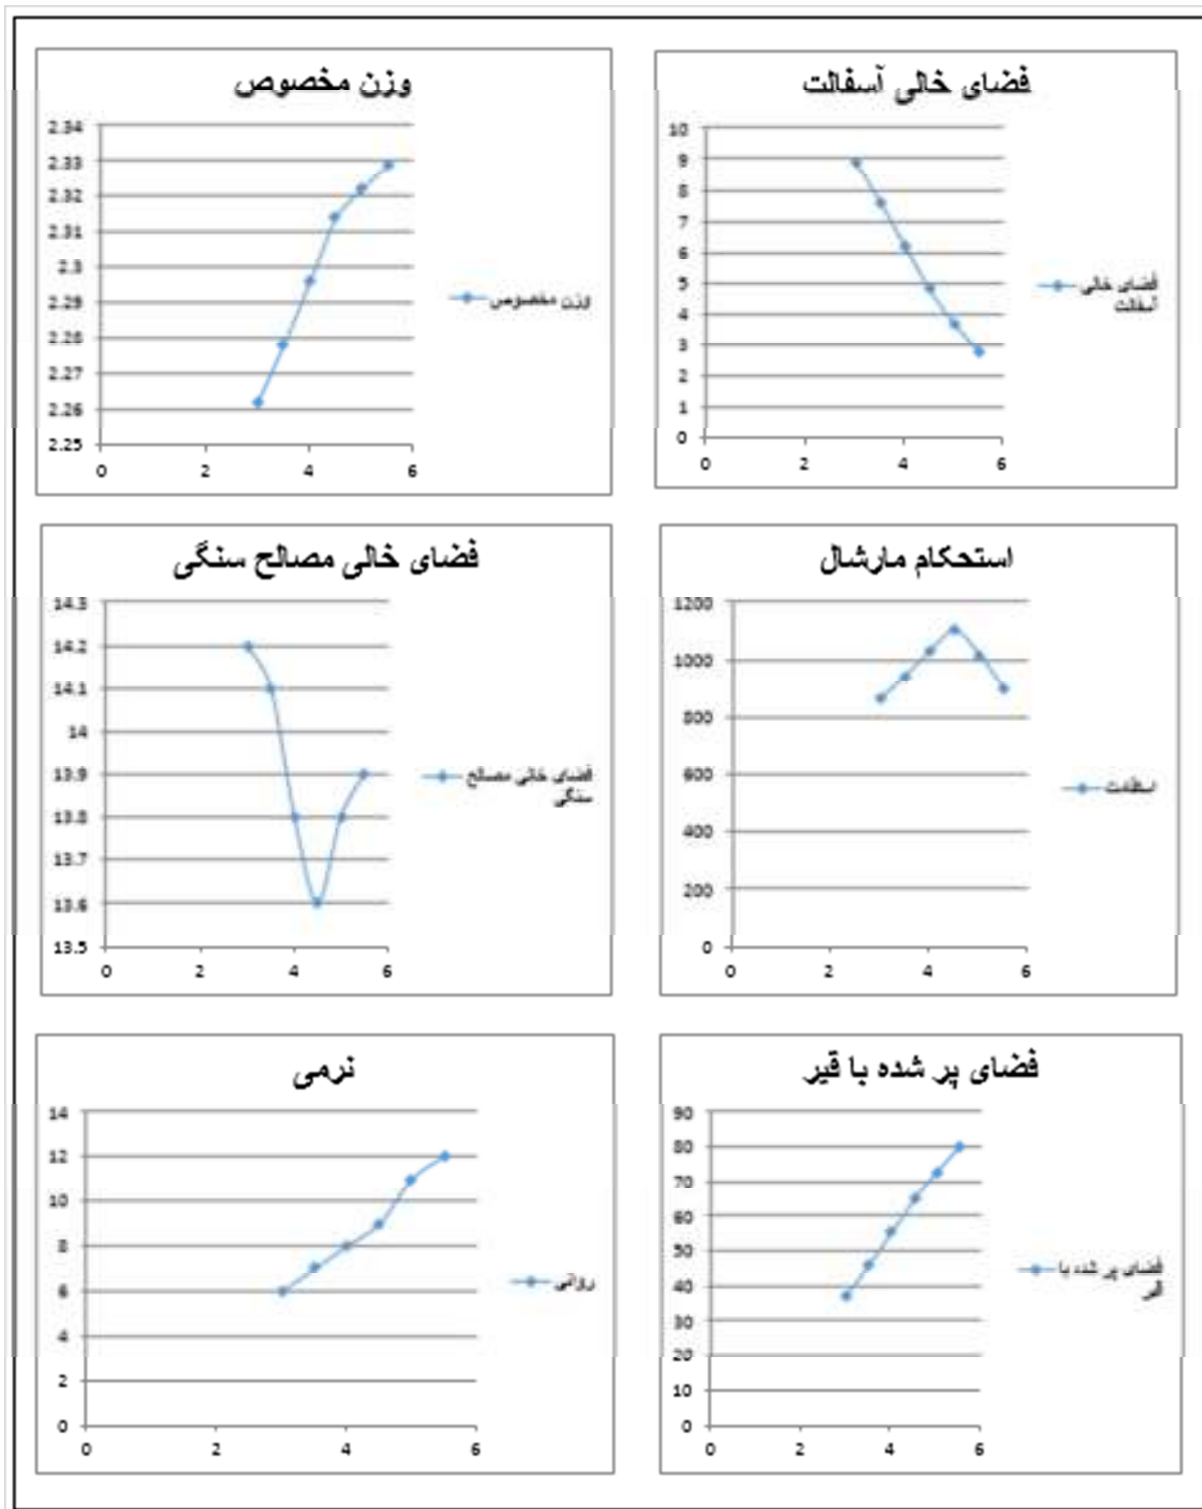 وزن مخصوص
2.34
2.33
2.32
2.31
2.3
2.29
2.28
2.27
2.26
2.25
0 2 4 6
وزن مخصوص
فضای خالی آسفالت
10
9
8
7
6
5
4
3
2
1
0
0 2 4 6
فضای خالی
آسفالت
فضای خالی مصالح سنگی
14.3
14.2
14.1
14
13.9
13.8
13.7
13.6
13.5
0 2 4 6
فضای خالی مصالح
سنگی
استحکام مارشال
1200
1000
800
600
400
200
0
0 2 4 6
استقامت
نرمی
14
12
10
8
6
4
2
0
0 2 4 6
روانی
فضای پر شده با قیر
90
80
70
60
50
40
30
20
10
0
0 2 4 6
فضای پر شده با
قیر